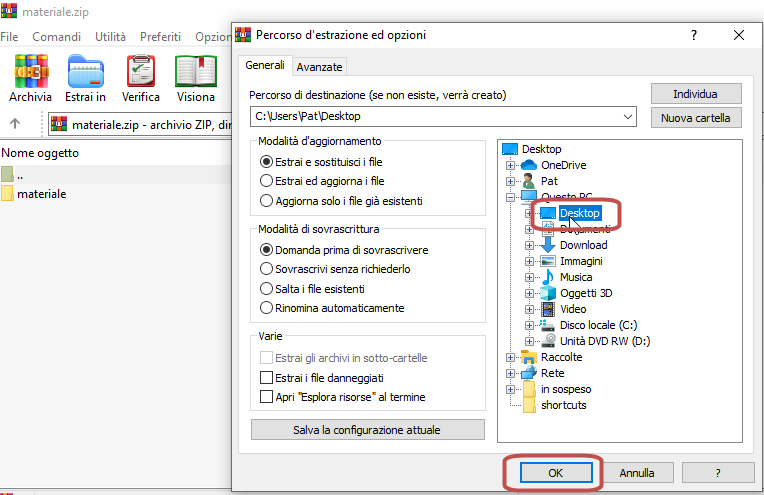 materiale.zip
File Comandi Utilità Preferiti Opzion
Archivia Estrai in Verifica Visiona
materiale.zip - archivio ZIP, dir
Nome oggetto
..
materiale
Percorso d'estrazione ed opzioni
Generali Avanzate
Percorso di destinazione (se non esiste, verrà creato)
C:\Users\Pat\Desktop
Individua
Nuova cartella
Modalità d'aggiornamento
Estrai e sostituisci i file
Estrai ed aggiorna i file
Aggiorna solo i file già esistenti
Modalità di sovrascrittura
Domanda prima di sovrascrivere
Sovrascrivi senza richiederlo
Salta i file esistenti
Rinomina automaticamente
Varie
Estrai gli archivi in sotto-cartelle
Estrai i file danneggiati
Apri "Esplora risorse" al termine
Salva la configurazione attuale
Desktop
OneDrive
Pat
Questo PC
Desktop
Documenti
Download
Immagini
Musica
Oggetti 3D
Video
Disco locale (C:)
Unità DVD RW (D:)
Raccolte
Rete
in sospeso
shortcuts
OK Annulla ?